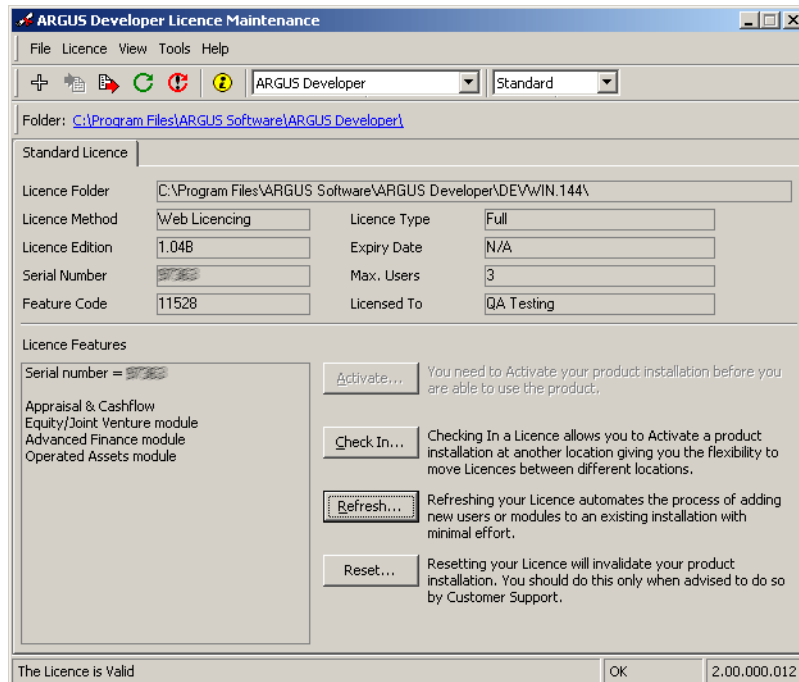 ARGUS Developer Licence Maintenance
File Licence View Tools Help
ARGUS Developer Standard
Folder: C:\Program Files\ARGUS Software\ARGUS Developer\
Standard Licence
Licence Folder C:\Program Files\ARGUS Software\ARGUS Developer\DEVWIN.144\
Licence Method Web Licencing Licence Type Full
Licence Edition 1.04B Expiry Date N/A
Serial Number Max. Users 3
Feature Code 11528 Licensed To QA Testing
Licence Features
Serial number =
Appraisal & Cashflow
Equity/Joint Venture module
Advanced Finance module
Operated Assets module
Activate... You need to Activate your product installation before you
are able to use the product.
Check In... Checking In a Licence allows you to Activate a product
installation at another location giving you the flexibility to
move Licences between different locations.
Refresh... Refreshing your Licence automates the process of adding
new users or modules to an existing installation with
minimal effort.
Reset... Resetting your Licence will invalidate your product
installation. You should do this only when advised to do so
by Customer Support.
The Licence is Valid OK 2.00.000.012